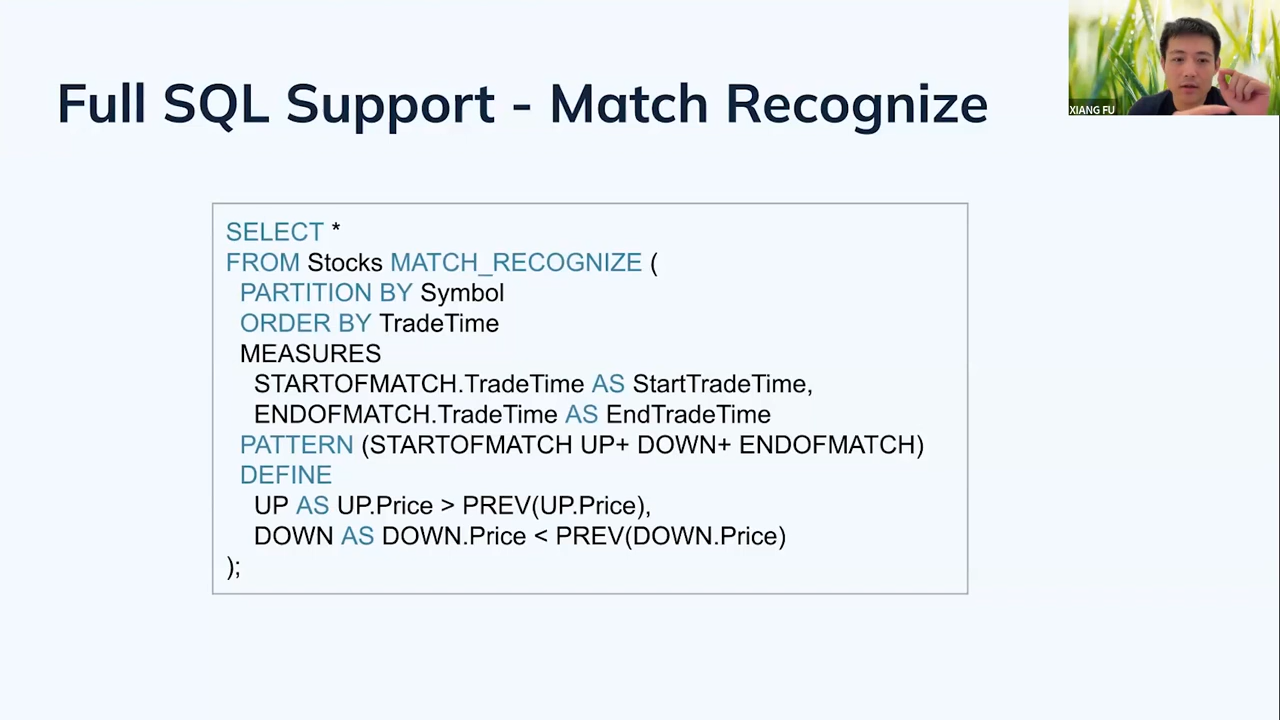 Full SQL Support - Match Recognize
XIANG FU
SELECT *
FROM Stocks MATCH_RECOGNIZE (
PARTITION BY Symbol
ORDER BY TradeTime
MEASURES
STARTOFMATCH.TradeTime AS StartTradeTime,
ENDOFMATCH.TradeTime AS EndTradeTime
PATTERN (STARTOFMATCH UP+ DOWN+ ENDOFMATCH)
DEFINE
UP AS UP.Price > PREV(UP.Price),
DOWN AS DOWN.Price < PREV(DOWN.Price)
);